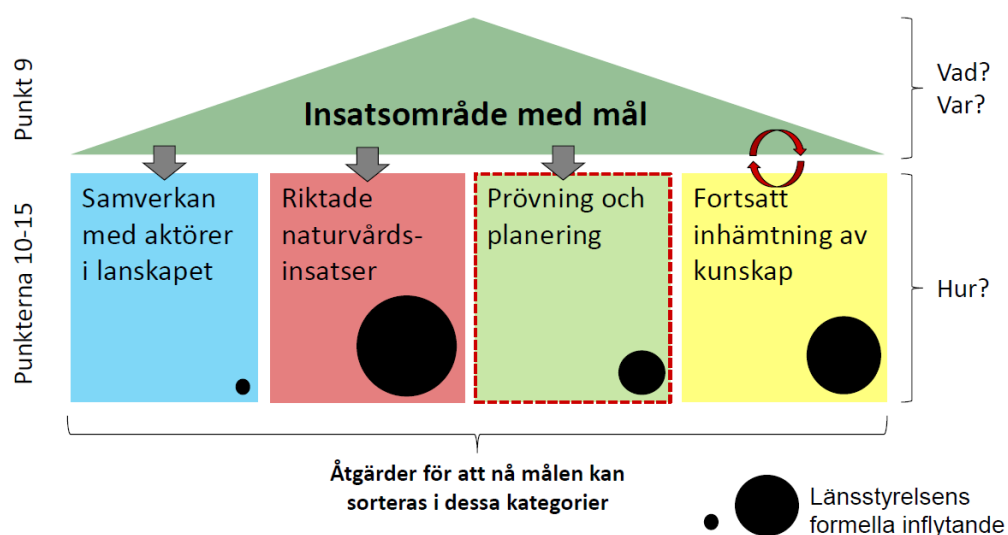 Punkt 9
Insatsområde med mål
Vad?
Var?
Punkterna 10-15
Samverkan
med aktörer
i lanskapet
Riktade
naturvårds-
insatser
Prövning och
planering
Fortsatt
inhämtning av
kunskap
Hur?
Åtgärder för att nå målen kan
sorteras i dessa kategorier
Länsstyrelsens
formella inflytande